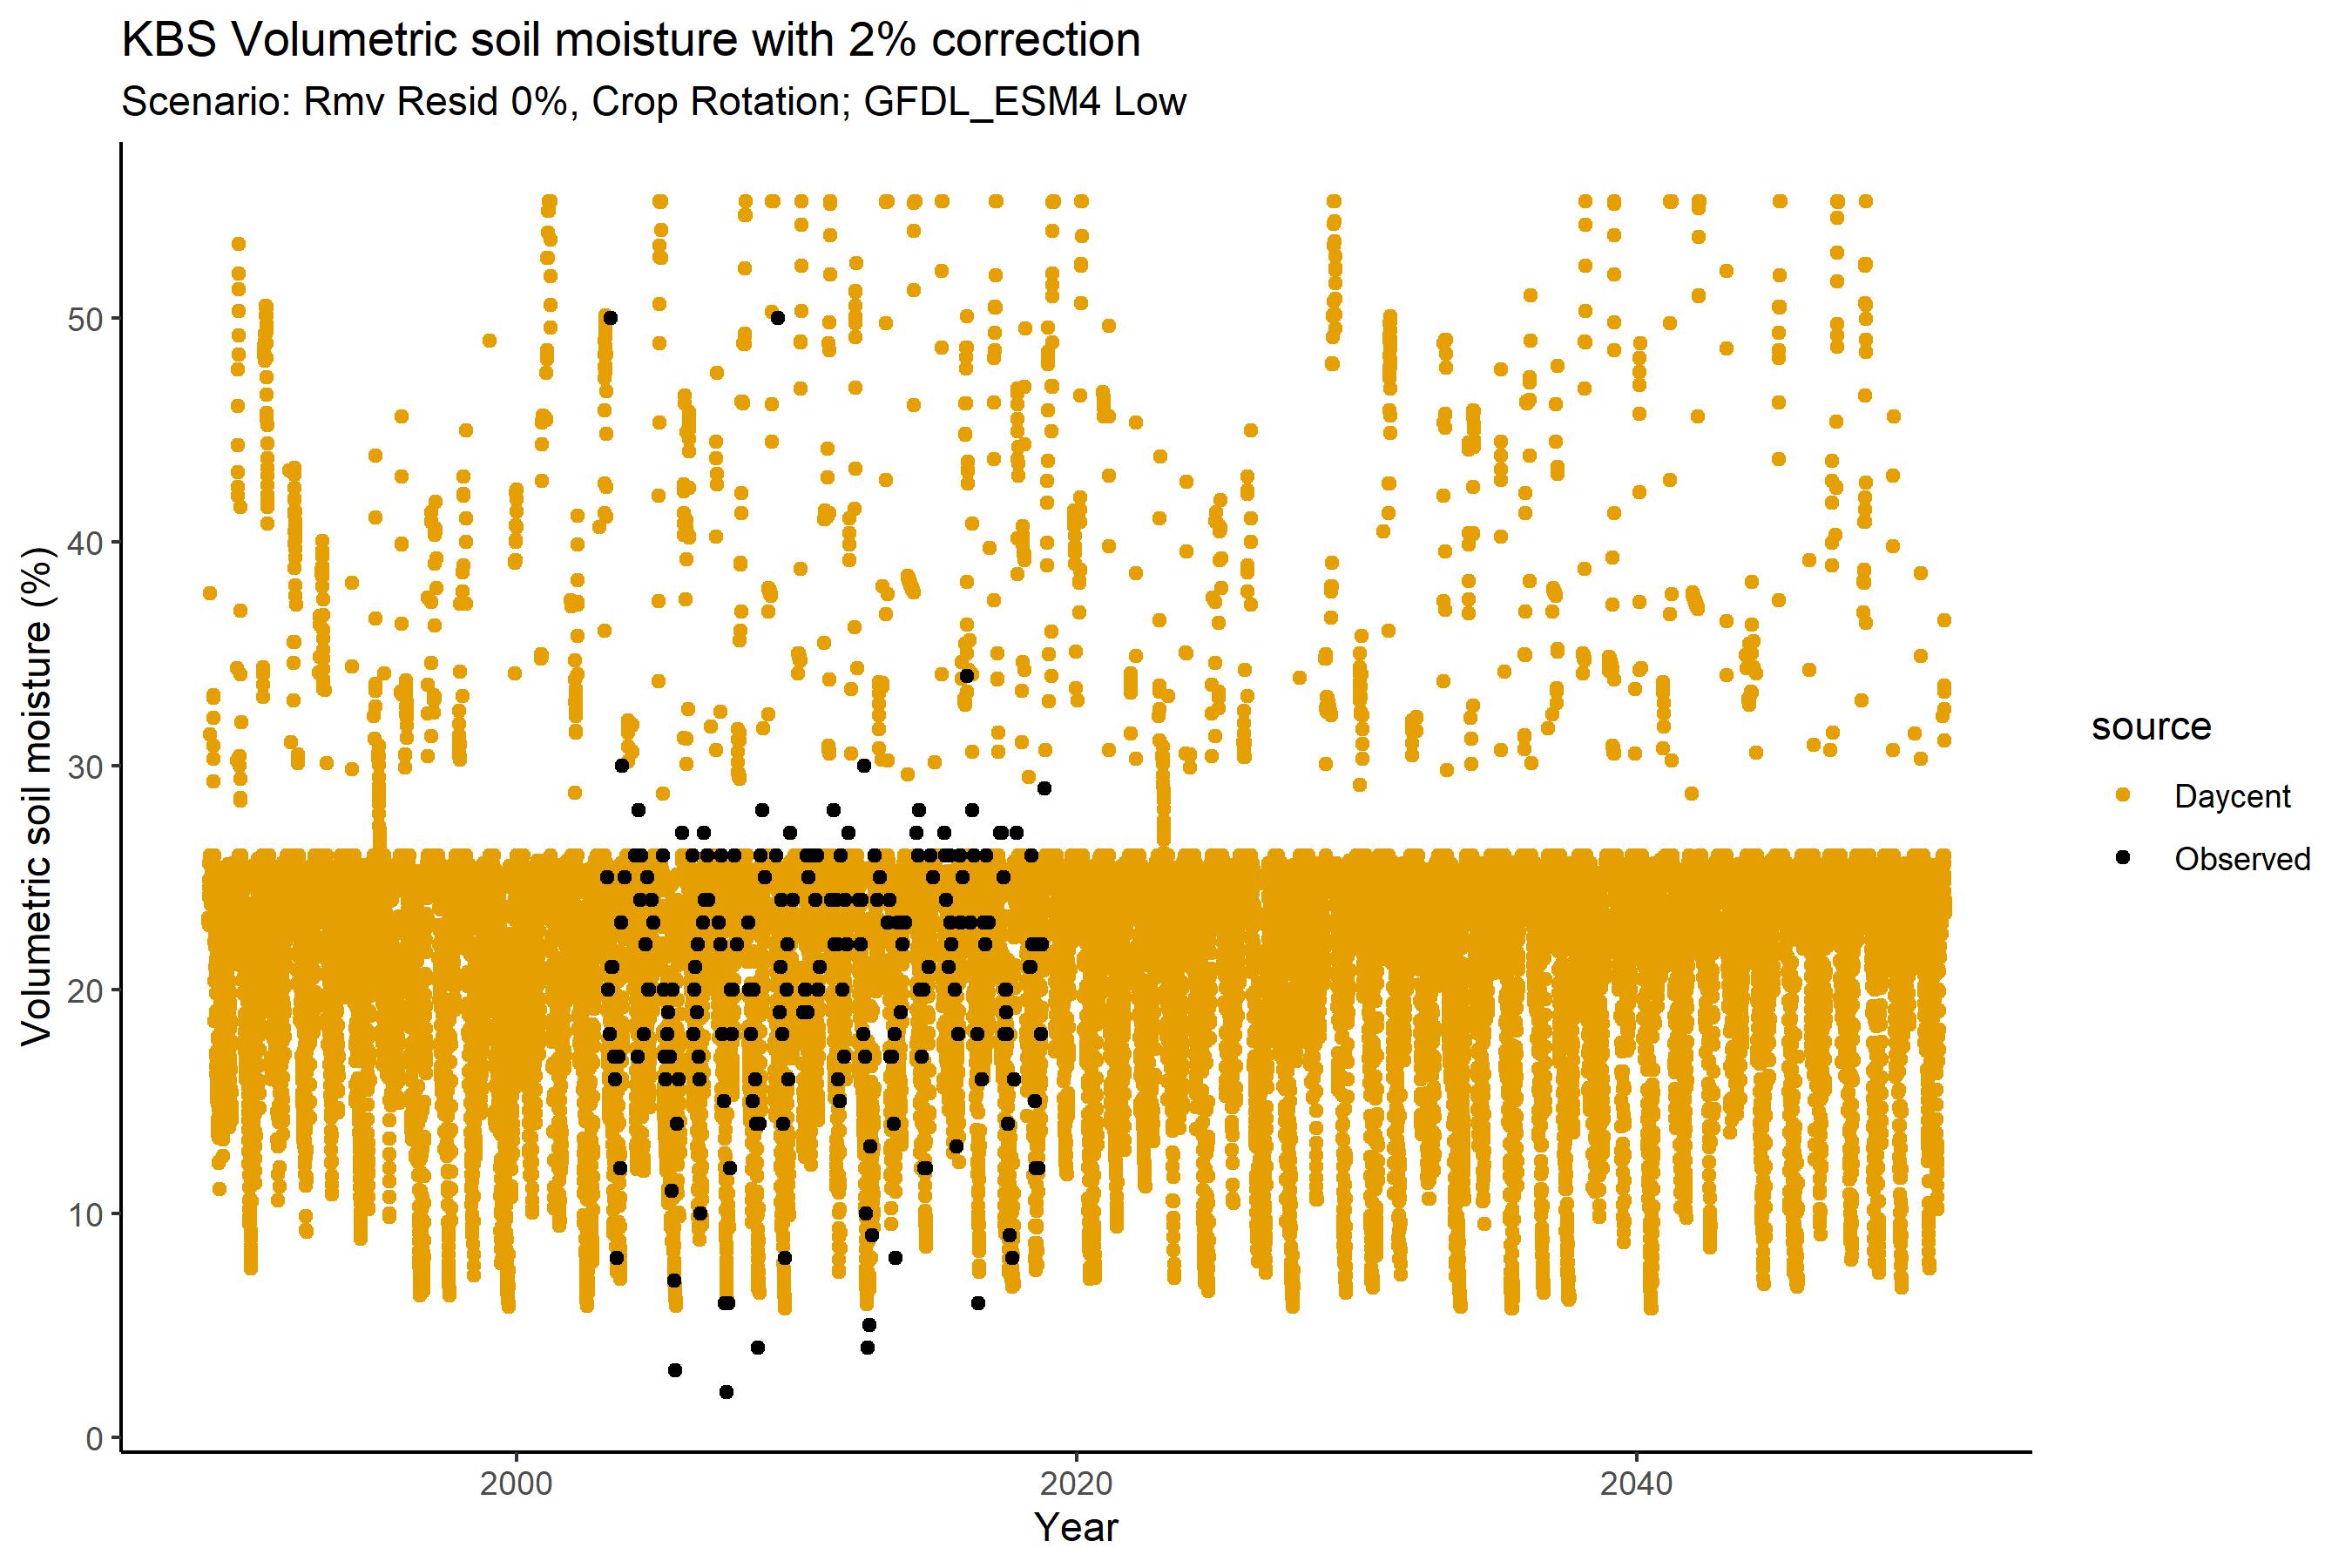 KBS Volumetric soil moisture with 2% correction
Scenario: Rmv Resid 0%, Crop Rotation; GFDL_ESM4 Low
Volumetric soil moisture (%)
50
40
30
20
10
0
2000
2020
2040
Year
source
Daycent
Observed